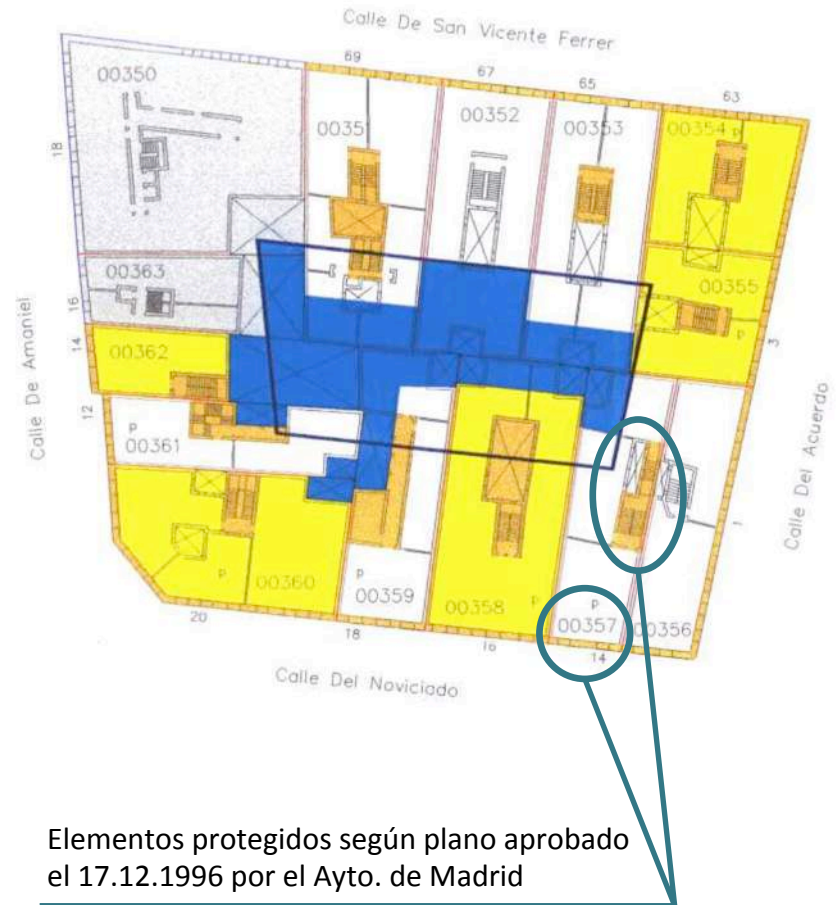 Calle De San Vicente Ferrer
69
67
65
63
00350
0035
00352
00353
00354
P
18
00363
00355
P
16
3
Calle De Amaniel
14
00362
12
P
00361
Calle Del Acuerdo
1
P
00360
P
00359
00358
P
P
00357
00356
20
18
16
14
Calle Del Noviciado
Elementos protegidos según plano aprobado
el 17.12.1996 por el Ayto. de Madrid